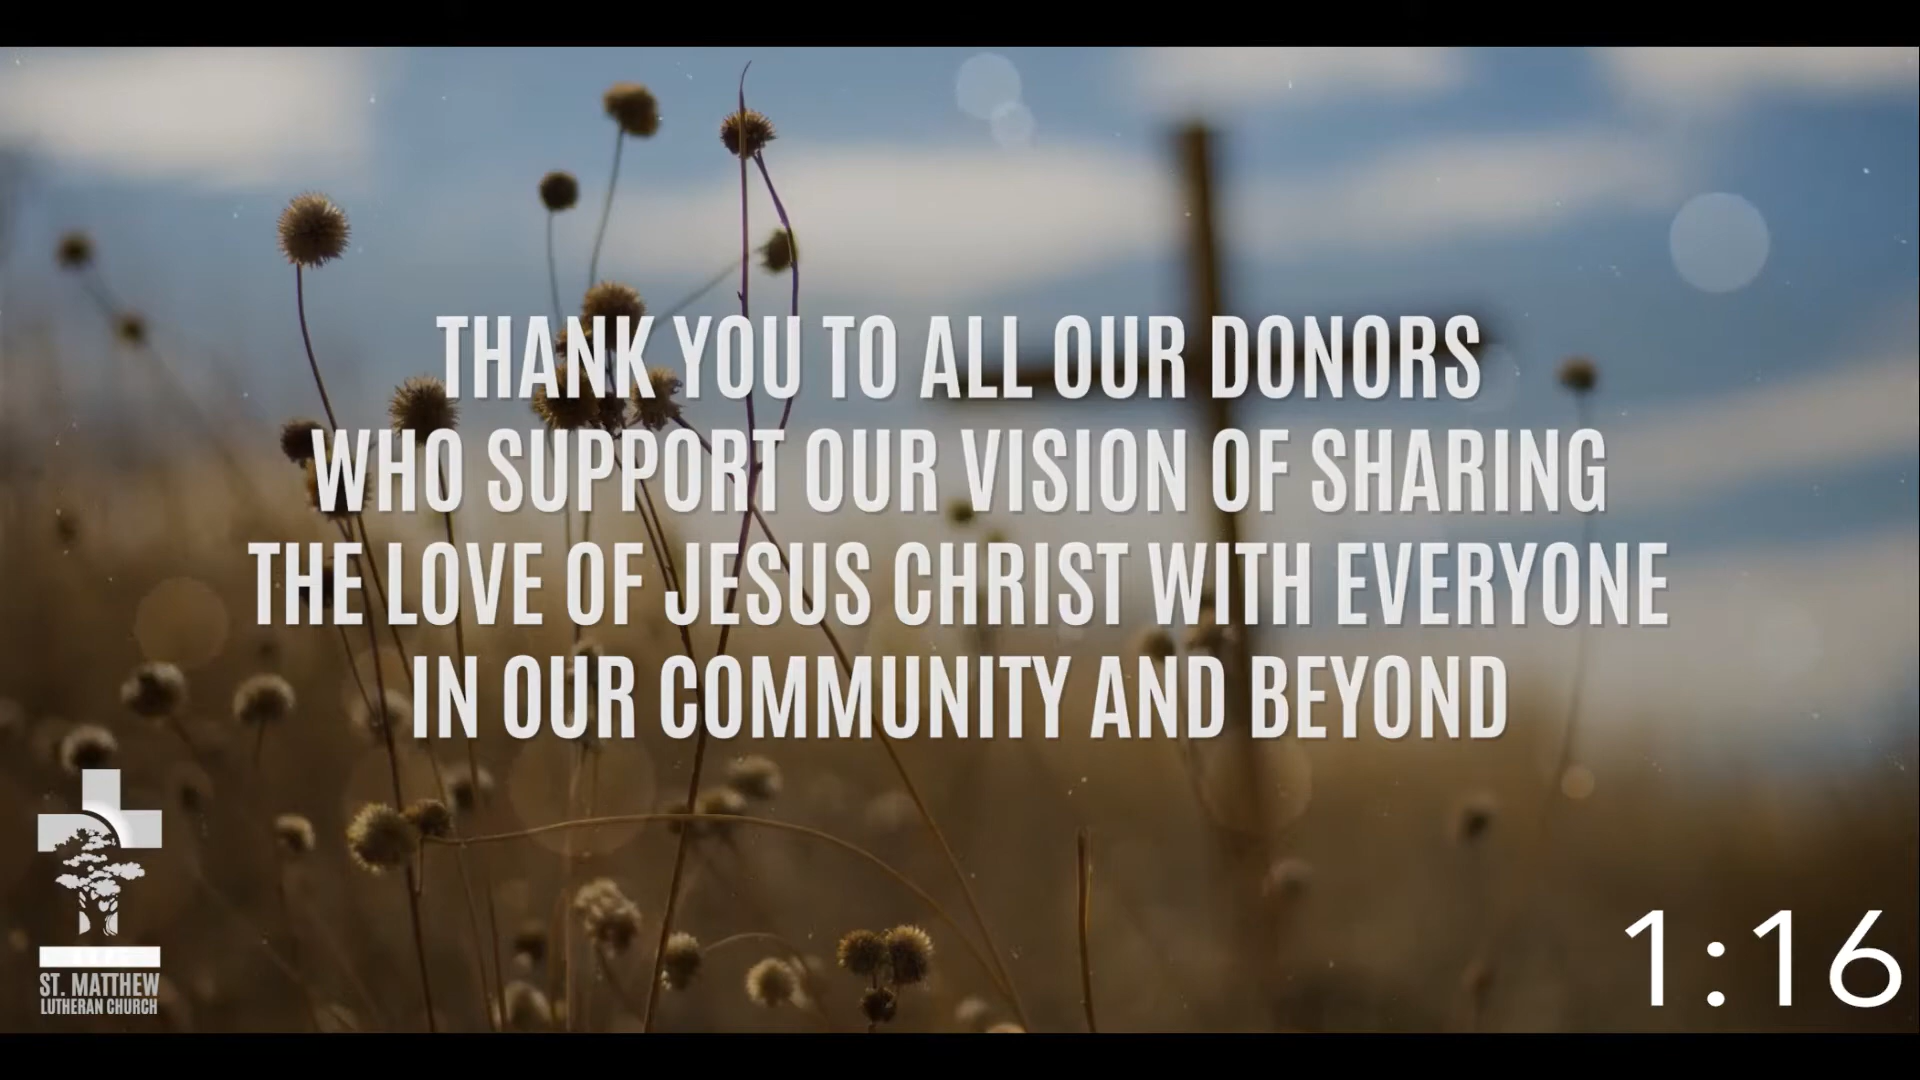 THANK YOU TO ALL OUR DONORS
WHO SUPPORT OUR VISION OF SHARING
THE LOVE OF JESUS CHRIST WITH EVERYONE
IN OUR COMMUNITY AND BEYOND
ST. MATTHEW
LUTHERAN CHURCH
1:16